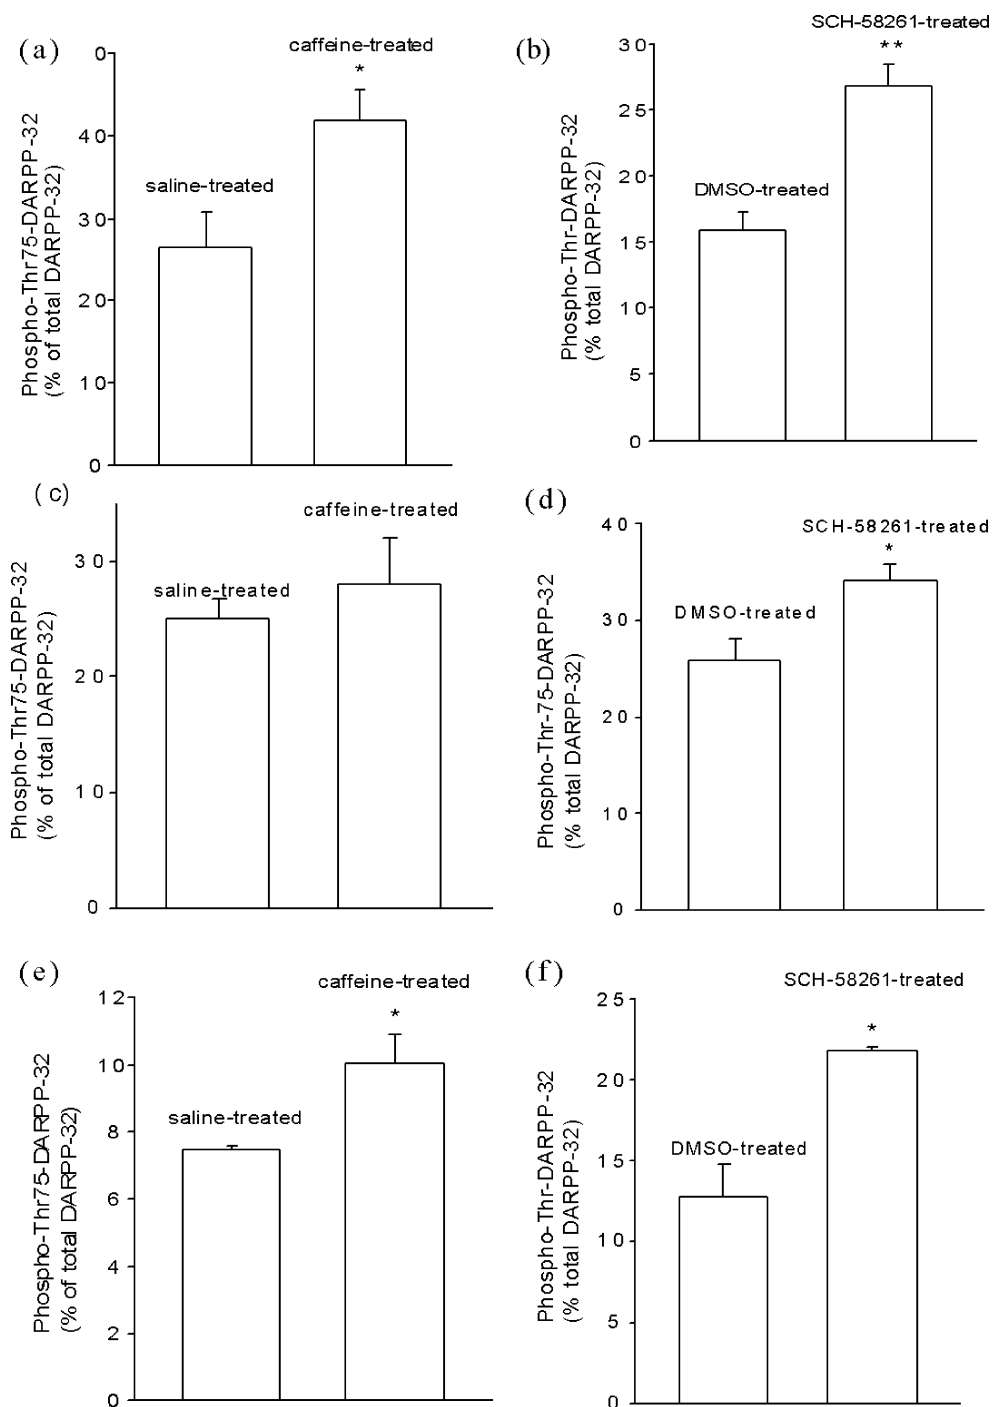 (a)
caffeine-treated
*
saline-treated
0
40
30
20
10
0
Phospho-Thr75-DARPP-32
(% of total DARPP-32)
(b)
SCH-58261-treated
**
DMSO-treated
30
25
20
15
10
5
0
Phospho-Thr-DARPP-32
(% total DARPP-32)
(c)
caffeine-treated
saline-treated
30
20
10
0
Phospho-Thr75-DARPP-32
(% of total DARPP-32)
(d)
SCH-58261-treated
*
DMSO-treated
40
30
20
10
0
Phospho-Thr-75-DARPP-32
(% total DARPP-32)
(e)
caffeine-treated
*
saline-treated
12
10
8
6
4
2
0
Phospho-Thr75-DARPP-32
(% of total DARPP-32)
(f)
SCH-58261-treated
*
DMSO-treated
25
20
15
10
5
0
Phospho-Thr-DARPP-32
(% total DARPP-32)